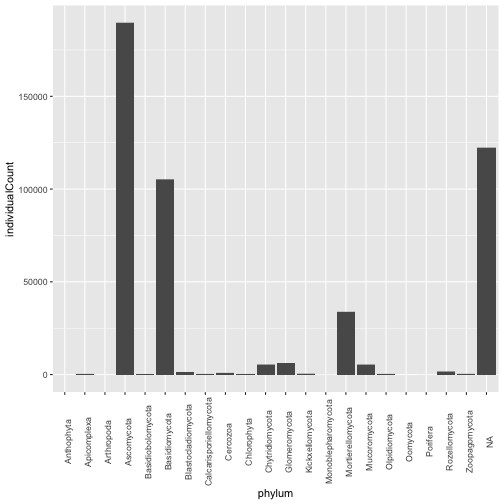 individualCount
150000
100000
50000
0
Anthophyta
Apicomplexa
Arthropoda
Ascomycota
Basidiobolomycota
Basidiomycota
Blastocladiomycota
Calcarisporiellomycota
Cercozoa
Chlorophyta
Chytridiomycota
Glomeromycota
Kickxellomycota
Monoblepharomycota
Mortierellomycota
Mucoromycota
Olpidiomycota
Oomycota
Porifera
Rozellomycota
Zoopagomycota
NA
phylum